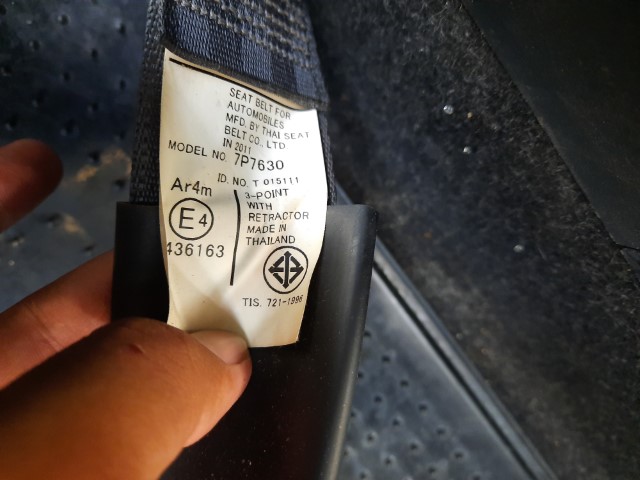 SEAT BELT FOR
AUTOMOBILES
MFD. BY THAI SEAT
BELT CO., LTD.
IN 2011
MODEL NO. 7P7630
ID. NO. T 015111
Ar4m
E4
436163
3-POINT
WITH
RETRACTOR
MADE IN
THAILAND
TIS. 721-1996